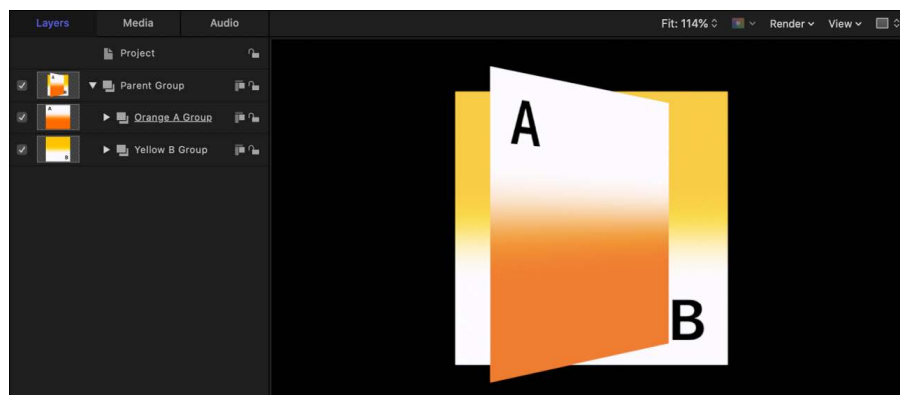 Layers Media Audio Fit: 114% Render View
Project
Parent Group
Orange A Group
Yellow B Group
A
B